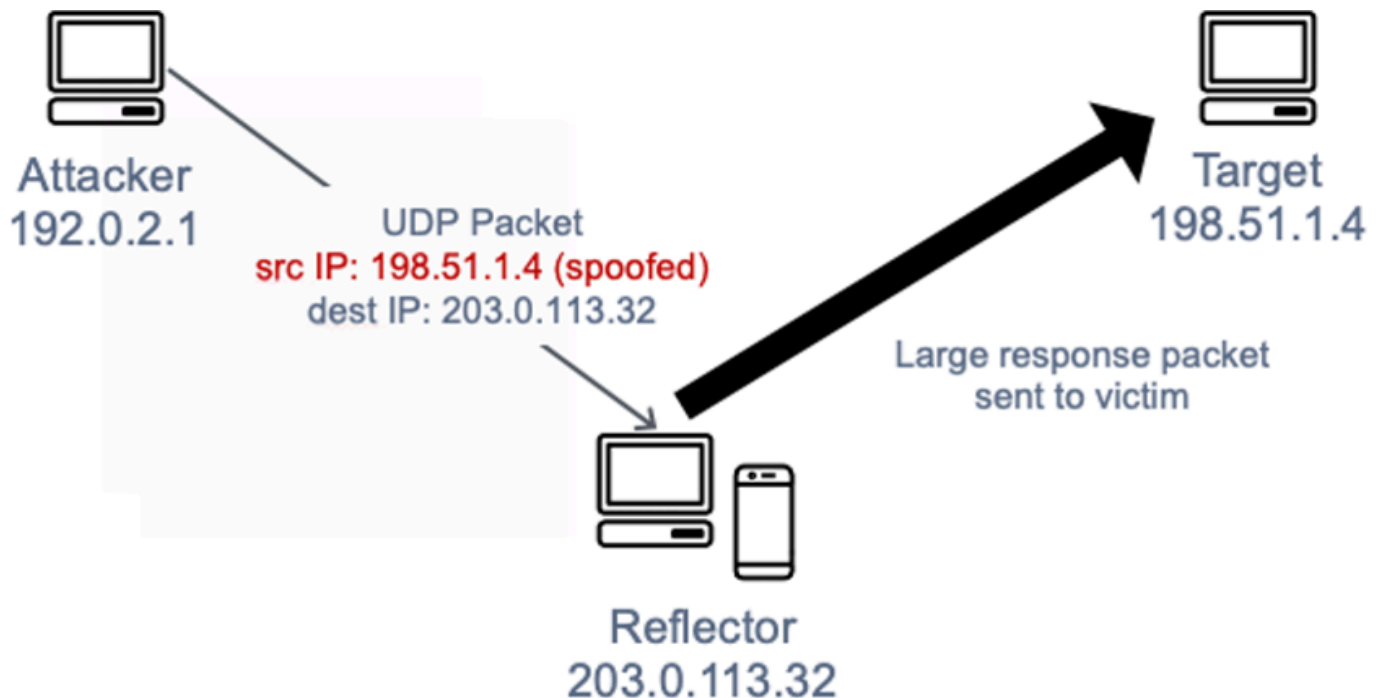 Attacker
192.0.2.1
UDP Packet
src IP: 198.51.1.4 (spoofed)
dest IP: 203.0.113.32
Target
198.51.1.4
Large response packet
sent to victim
Reflector
203.0.113.32